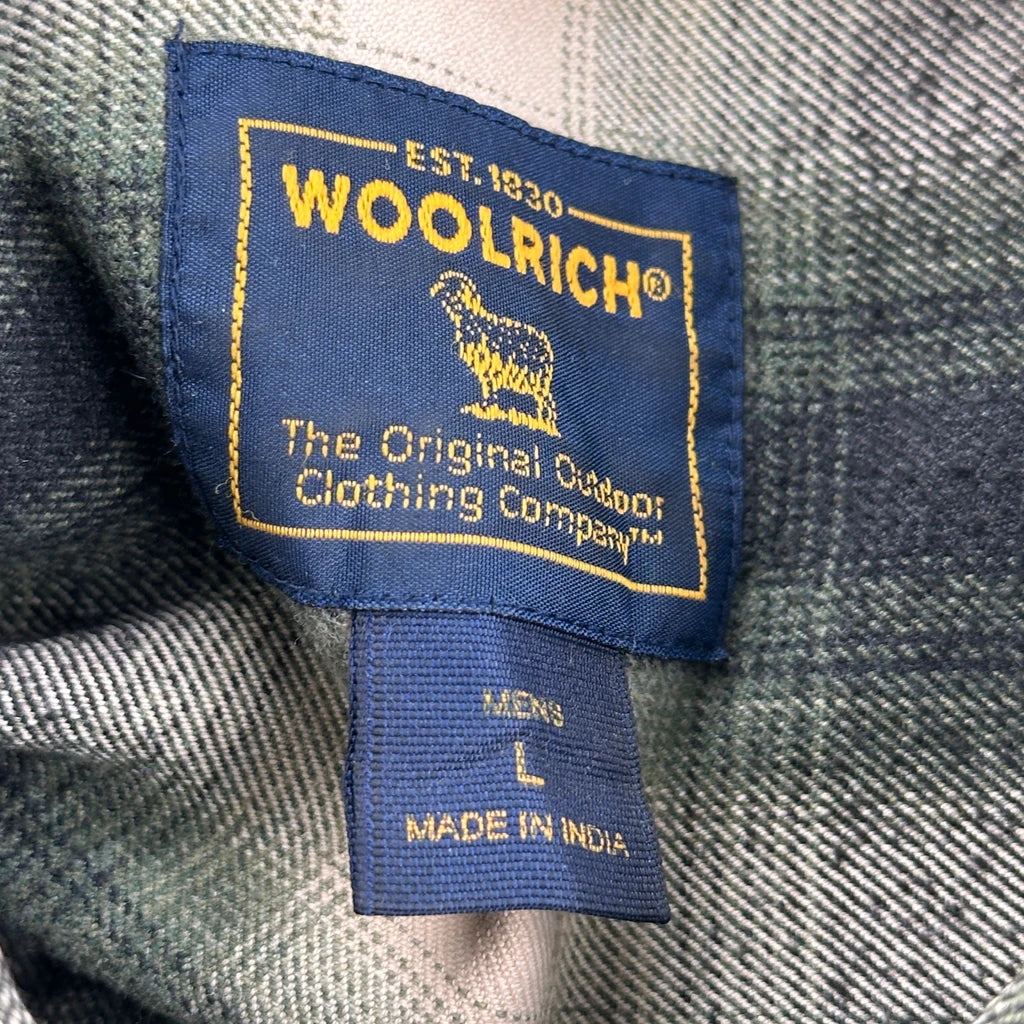 EST. 1830
WOOLRICH®
The Original Outdoor
Clothing Company™
MENS
L
MADE IN INDIA